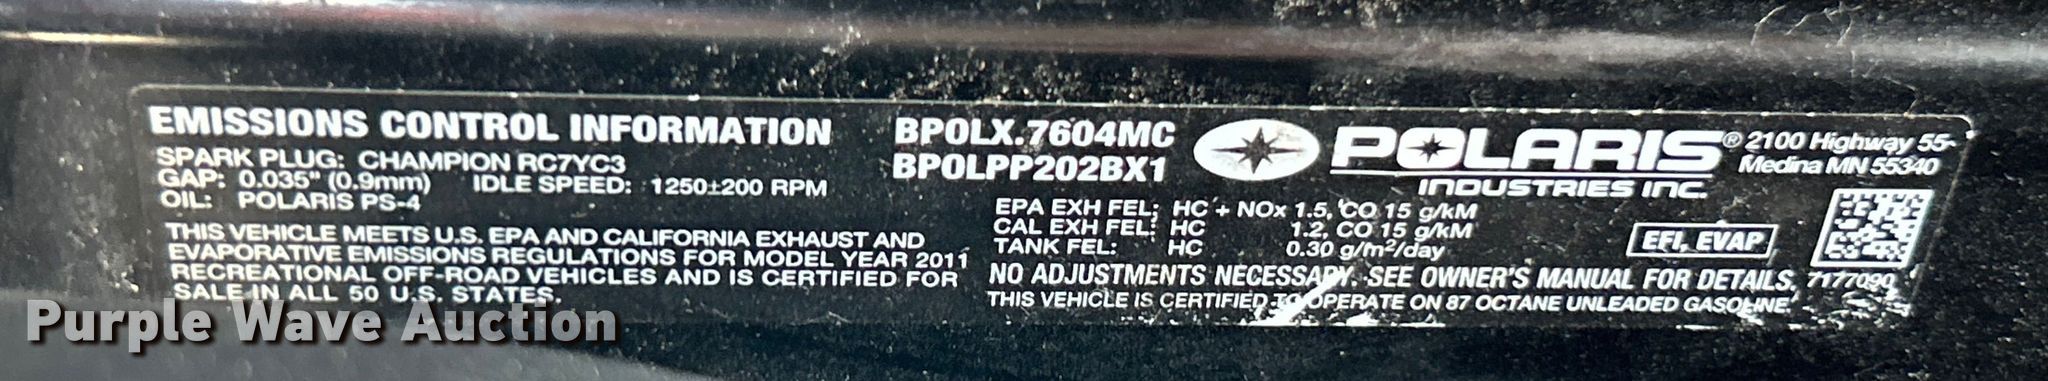 EMISSIONS CONTROL INFORMATION
SPARK PLUG: CHAMPION RC7YC3
GAP: 0.035" (0.9mm) IDLE SPEED: 1250±200 RPM
OIL: POLARIS PS-4
THIS VEHICLE MEETS U.S. EPA AND CALIFORNIA EXHAUST AND
EVAPORATIVE EMISSIONS REGULATIONS FOR MODEL YEAR 2011
RECREATIONAL OFF-ROAD VEHICLES AND IS CERTIFIED FOR
SALE IN ALL 50 U.S. STATES.
BPOLX.7604MC
BPOLPP202BX1
POLARIS®
INDUSTRIES INC.
2100 Highway 55-
Medina MN 55340
EPA EXH FEL: HC + NOx 1.5, CO 15 g/kM
CAL EXH FEL: HC 1.2, CO 15 g/kM
TANK FEL: HC 0.30 g/m²/day
EFI, EVAP
NO ADJUSTMENTS NECESSARY. SEE OWNER'S MANUAL FOR DETAILS.
7177090
THIS VEHICLE IS CERTIFIED TO OPERATE ON 87 OCTANE UNLEADED GASOLINE.
Purple Wave Auction